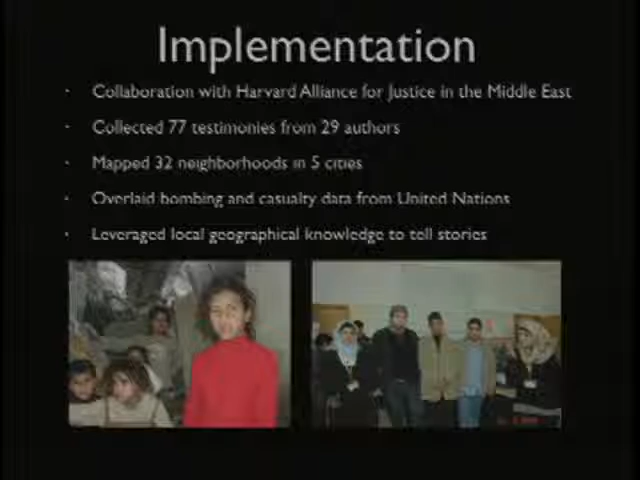 Implementation
· Collaboration with Harvard Alliance for Justice in the Middle East
· Collected 77 testimonies from 29 authors
· Mapped 32 neighborhoods in 5 cities
· Overlaid bombing and casualty data from United Nations
· Leveraged local geographical knowledge to tell stories